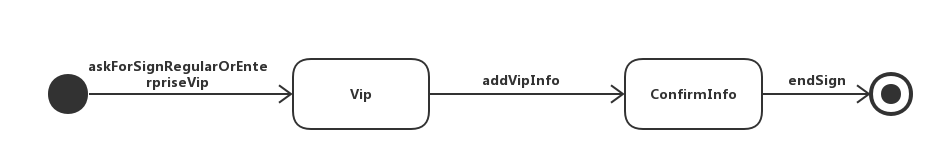 askForSignRegularOrEnte
rpriseVip
Vip
addVipInfo
ConfirmInfo
endSign